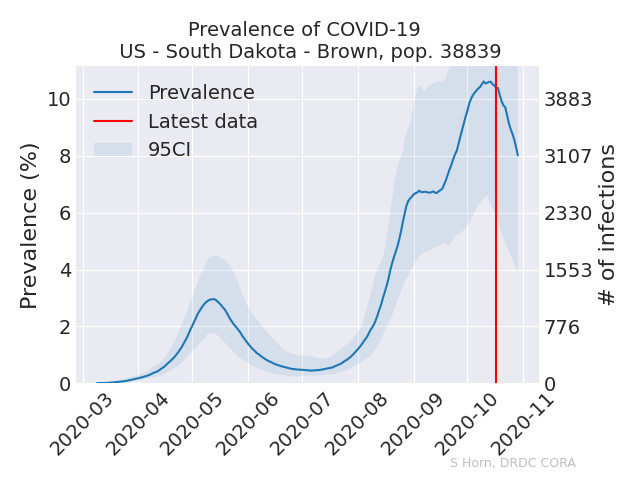 Prevalence of COVID-19
US - South Dakota - Brown, pop. 38839
Prevalence
Latest data
95CI
Prevalence (%)
10
8
6
4
2
0
3883
3107
2330
1553
776
0
# of infections
2020-03
2020-04
2020-05
2020-06
2020-07
2020-08
2020-09
2020-10
2020-11
S Horn, DRDC CORA